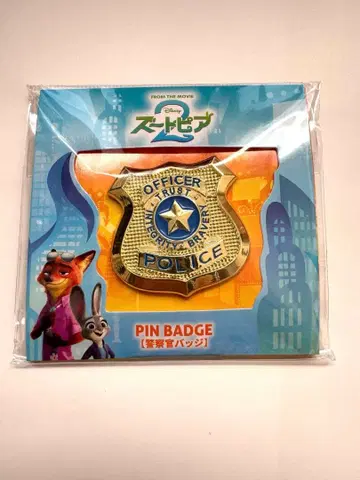 FROM THE MOVIE
Disney
ズートピア
2
OFFICER
TRUST
INTEGRITY BRAVERY
POLICE
PIN BADGE
【警察官バッジ】